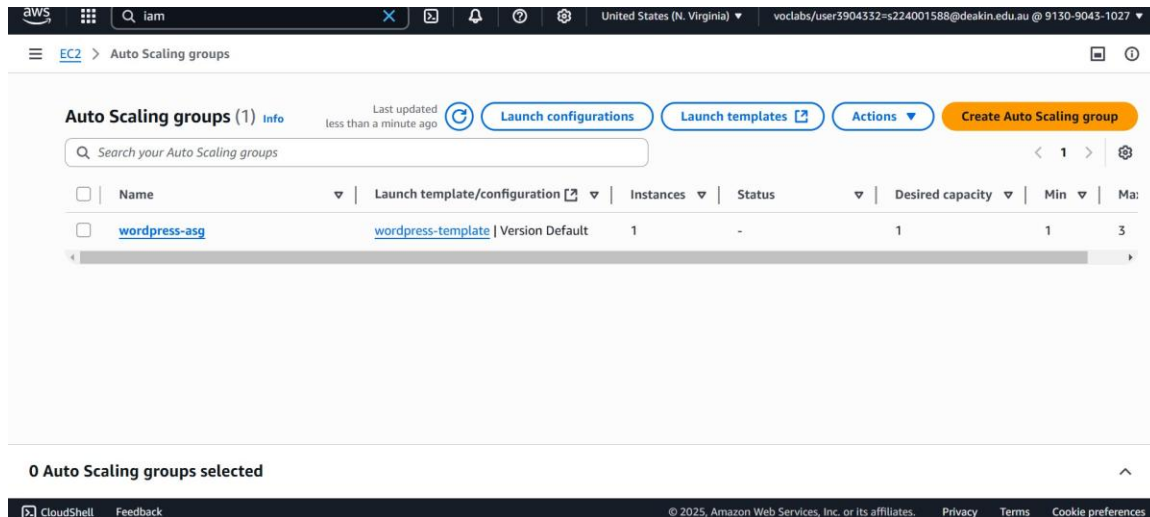 aws iam United States (N. Virginia) ▼ voclabs/user3904332=s224001588@deakin.edu.au @ 9130-9043-1027 ▼
EC2 > Auto Scaling groups
Auto Scaling groups (1) Info Last updated less than a minute ago Launch configurations Launch templates Actions ▼ Create Auto Scaling group
Search your Auto Scaling groups < 1 >
Name Launch template/configuration Instances Status Desired capacity Min Max
wordpress-asg wordpress-template | Version Default 1 - 1 1 3
0 Auto Scaling groups selected
CloudShell Feedback © 2025, Amazon Web Services, Inc. or its affiliates. Privacy Terms Cookie preferences